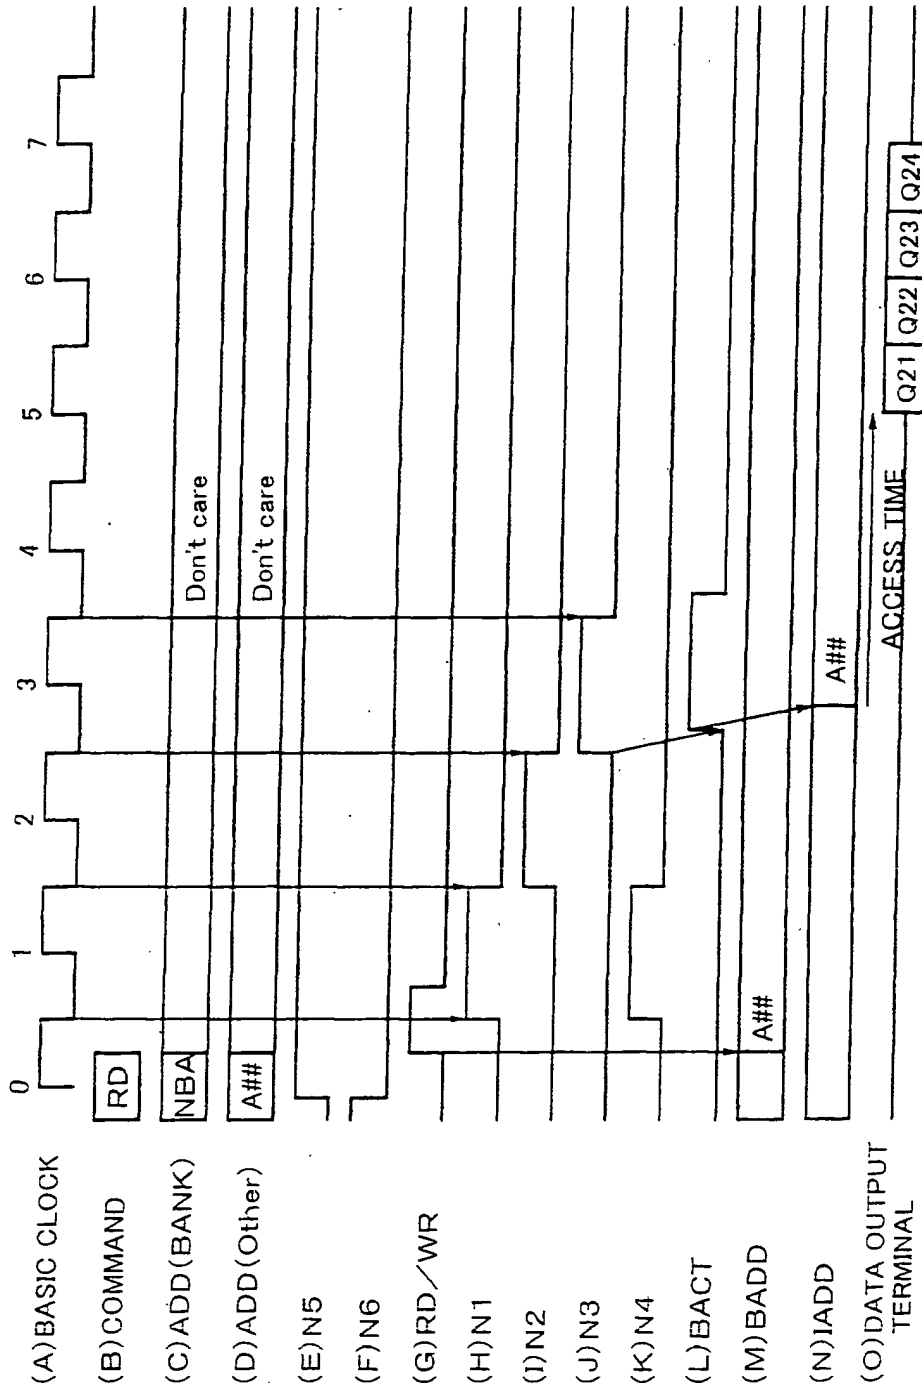 0 1 2 3 4 5 6 7
(A)BASIC CLOCK
(B)COMMAND RD
(C)ADD(BANK) NBA Don't care
(D)ADD(Other) A## Don't care
(E)N5
(F)N6
(G)RD/WR
(H)N1
(I)N2
(J)N3
(K)N4
(L)BACT
(M)BADD A##
(N)IADD A##
ACCESS TIME
(O)DATA OUTPUT
TERMINAL
Q21 Q22 Q23 Q24